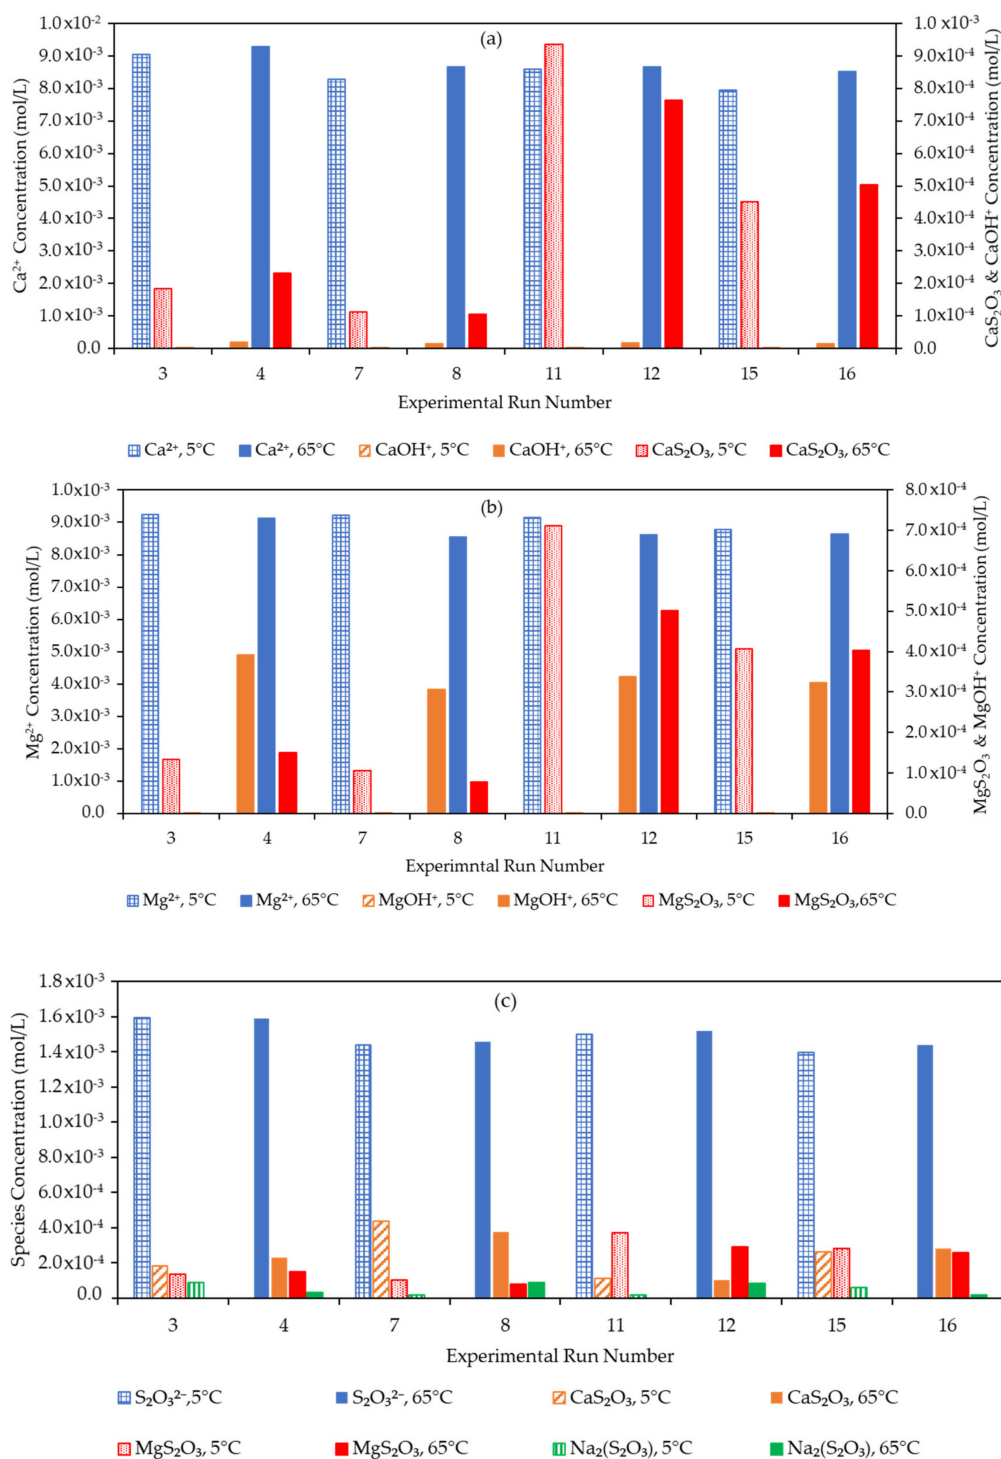 (a)
Ca²⁺ Concentration (mol/L)
1.0x10⁻²
9.0x10⁻³
8.0x10⁻³
7.0x10⁻³
6.0x10⁻³
5.0x10⁻³
4.0x10⁻³
3.0x10⁻³
2.0x10⁻³
1.0x10⁻³
0.0
1.0x10⁻³
9.0x10⁻⁴
8.0x10⁻⁴
7.0x10⁻⁴
6.0x10⁻⁴
5.0x10⁻⁴
4.0x10⁻⁴
3.0x10⁻⁴
2.0x10⁻⁴
1.0x10⁻⁴
0.0
CaS₂O₃ & CaOH⁺ Concentration (mol/L)
3 4 7 8 11 12 15 16
Experimental Run Number
Ca²⁺, 5°C Ca²⁺, 65°C CaOH⁺, 5°C CaOH⁺, 65°C CaS₂O₃, 5°C CaS₂O₃, 65°C
(b)
Mg²⁺ Concentration (mol/L)
1.0x10⁻³
9.0x10⁻³
8.0x10⁻³
7.0x10⁻³
6.0x10⁻³
5.0x10⁻³
4.0x10⁻³
3.0x10⁻³
2.0x10⁻³
1.0x10⁻³
0.0
8.0x10⁻⁴
7.0x10⁻⁴
6.0x10⁻⁴
5.0x10⁻⁴
4.0x10⁻⁴
3.0x10⁻⁴
2.0x10⁻⁴
1.0x10⁻⁴
0.0
MgS₂O₃ & MgOH⁺ Concentration (mol/L)
3 4 7 8 11 12 15 16
Experimntal Run Number
Mg²⁺, 5°C Mg²⁺, 65°C MgOH⁺, 5°C MgOH⁺, 65°C MgS₂O₃, 5°C MgS₂O₃,65°C
(c)
Species Concentration (mol/L)
1.8x10⁻³
1.6x10⁻³
1.4x10⁻³
1.2x10⁻³
1.0x10⁻³
8.0x10⁻⁴
6.0x10⁻⁴
4.0x10⁻⁴
2.0x10⁻⁴
0.0
3 4 7 8 11 12 15 16
Experimental Run Number
S₂O₃²⁻,5°C S₂O₃²⁻, 65°C CaS₂O₃, 5°C CaS₂O₃, 65°C
MgS₂O₃, 5°C MgS₂O₃, 65°C Na₂(S₂O₃), 5°C Na₂(S₂O₃), 65°C